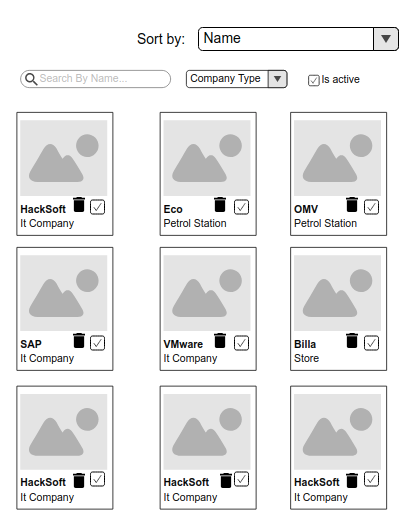 Sort by: Name
Search By Name... Company Type Is active
HackSoft Eco OMV
It Company Petrol Station Petrol Station
SAP VMware Billa
It Company It Company Store
HackSoft HackSoft HackSoft
It Company It Company It Company